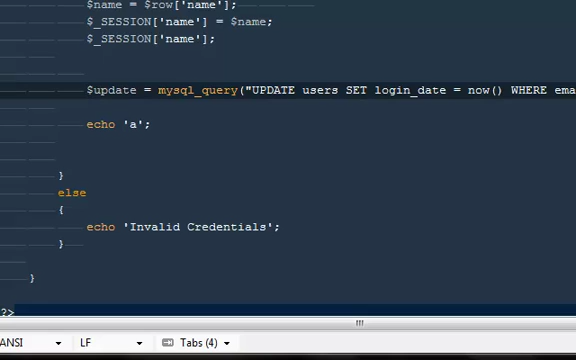 $name = $row['name'];
$_SESSION['name'] = $name;
$_SESSION['name'];
$update = mysql_query("UPDATE users SET login_date = now() WHERE ema
echo 'a';
}
else
{
echo 'Invalid Credentials';
}
}
?>
ANSI LF Tabs (4)